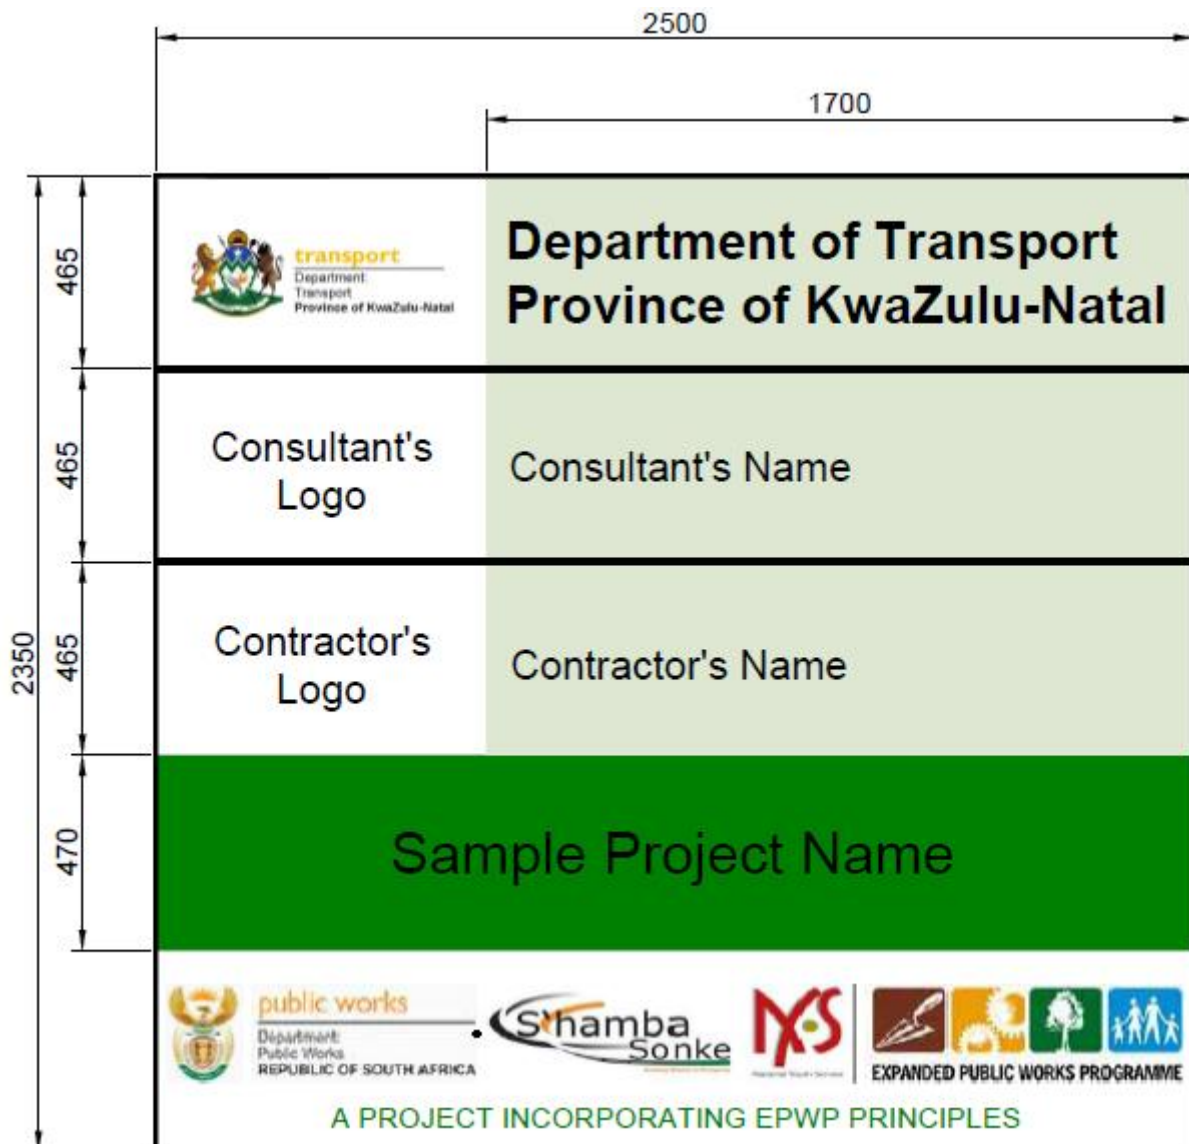 2500
1700
465
transport
Department:
Transport
Province of KwaZulu-Natal
Department of Transport
Province of KwaZulu-Natal
465
Consultant's
Logo
Consultant's Name
2350
465
Contractor's
Logo
Contractor's Name
470
Sample Project Name
public works
Department:
Public Works
REPUBLIC OF SOUTH AFRICA
S'hamba
Sonke
NYS
EXPANDED PUBLIC WORKS PROGRAMME
A PROJECT INCORPORATING EPWP PRINCIPLES